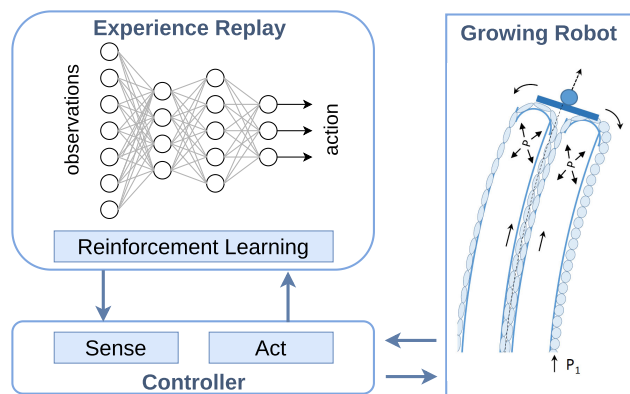 Experience Replay
observations
action
Reinforcement Learning
Sense
Act
Controller
Growing Robot
P
P
P₁